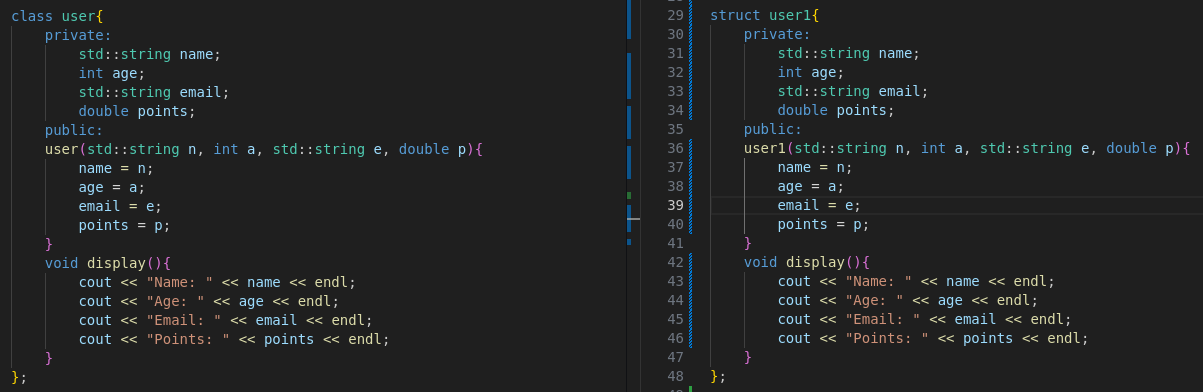 class user{
    private:
        std::string name;
        int age;
        std::string email;
        double points;
    public:
    user(std::string n, int a, std::string e, double p){
        name = n;
        age = a;
        email = e;
        points = p;
    }
    void display(){
        cout << "Name: " << name << endl;
        cout << "Age: " << age << endl;
        cout << "Email: " << email << endl;
        cout << "Points: " << points << endl;
    }
};
29 struct user1{
30     private:
31         std::string name;
32         int age;
33         std::string email;
34         double points;
35     public:
36     user1(std::string n, int a, std::string e, double p){
37         name = n;
38         age = a;
39         email = e;
40         points = p;
41     }
42     void display(){
43         cout << "Name: " << name << endl;
44         cout << "Age: " << age << endl;
45         cout << "Email: " << email << endl;
46         cout << "Points: " << points << endl;
47     }
48 };